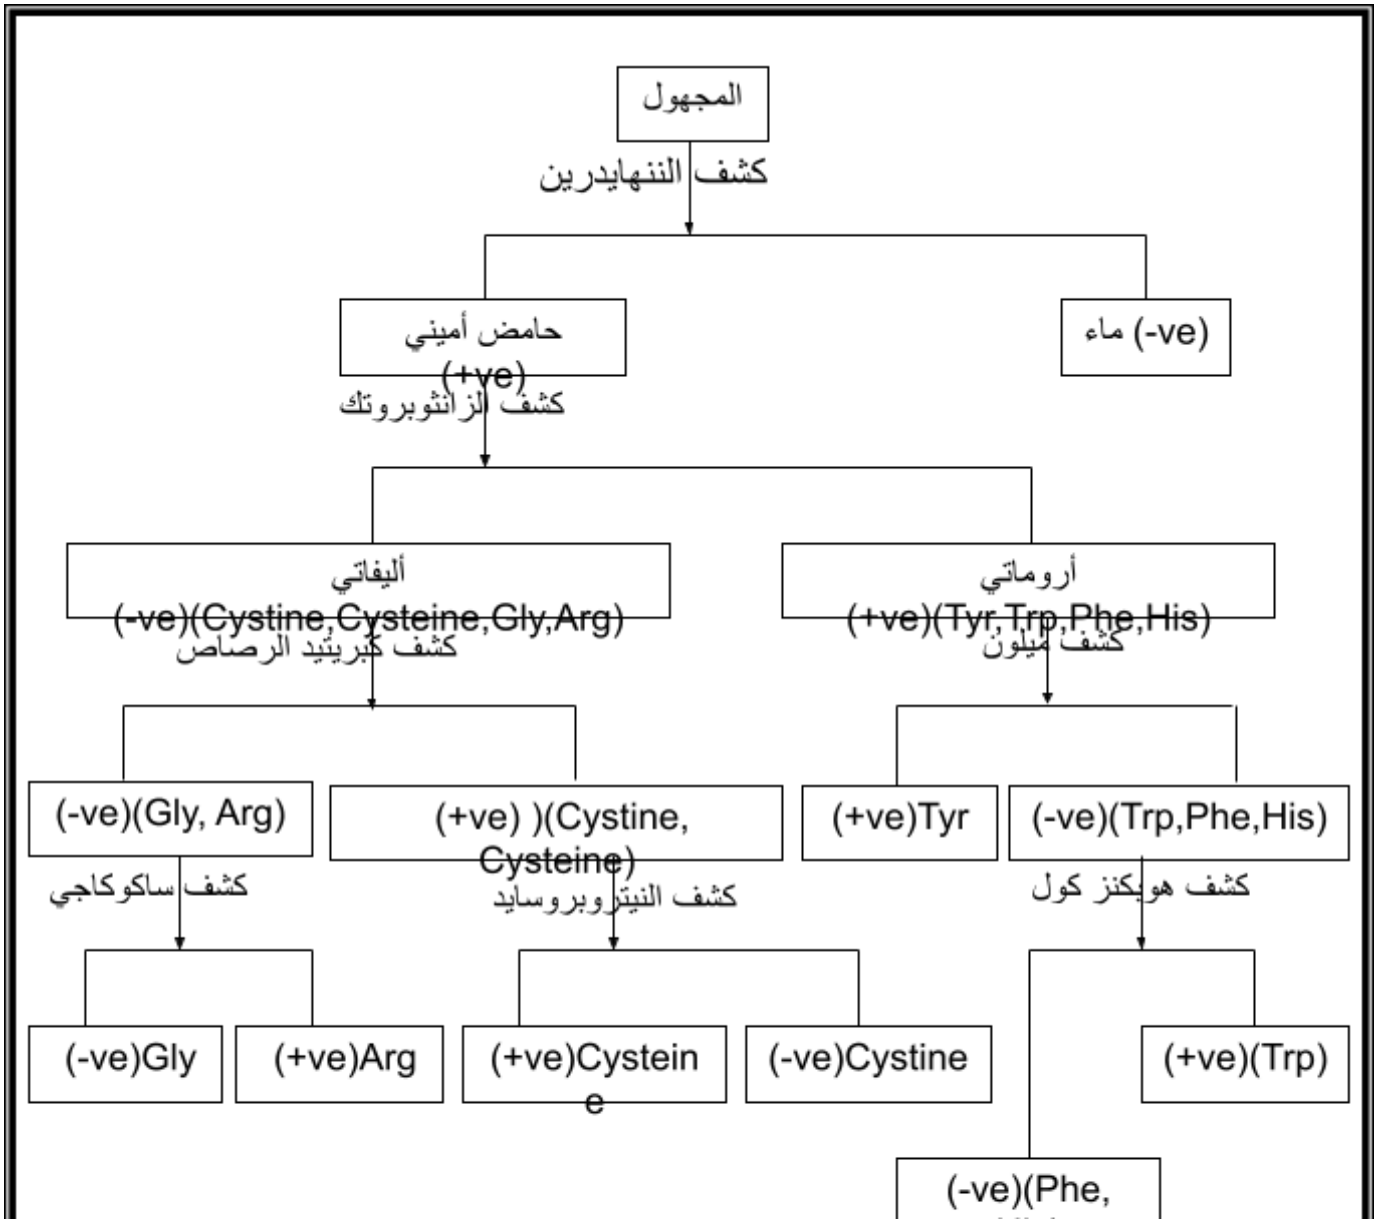 المجهول
كشف الننهايدرين
حامض أميني
(+ve)
(-ve) ماء
كشف الزانثوبروتك
أليفاتي
(-ve)(Cystine,Cysteine,Gly,Arg)
أروماتي
(+ve)(Tyr,Trp,Phe,His)
كشف كبريتيد الرصاص
كشف ميلون
(-ve)(Gly, Arg)
(+ve) )(Cystine,
Cysteine)
(+ve)Tyr
(-ve)(Trp,Phe,His)
كشف ساكوكاجي
كشف النيتروبروسايد
كشف هوبكنز كول
(-ve)Gly
(+ve)Arg
(+ve)Cystein
e
(-ve)Cystine
(+ve)(Trp)
(-ve)(Phe,